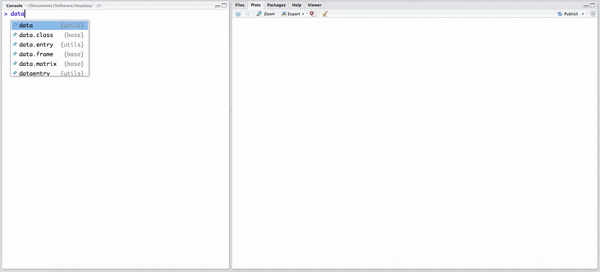 Console ~/Documents/Software/
> data
data {utils}
data.class {base}
data.entry {utils}
data.frame {base}
data.matrix {base}
dataentry {utils}
Files Plots Packages Help Viewer
Zoom Export Publish